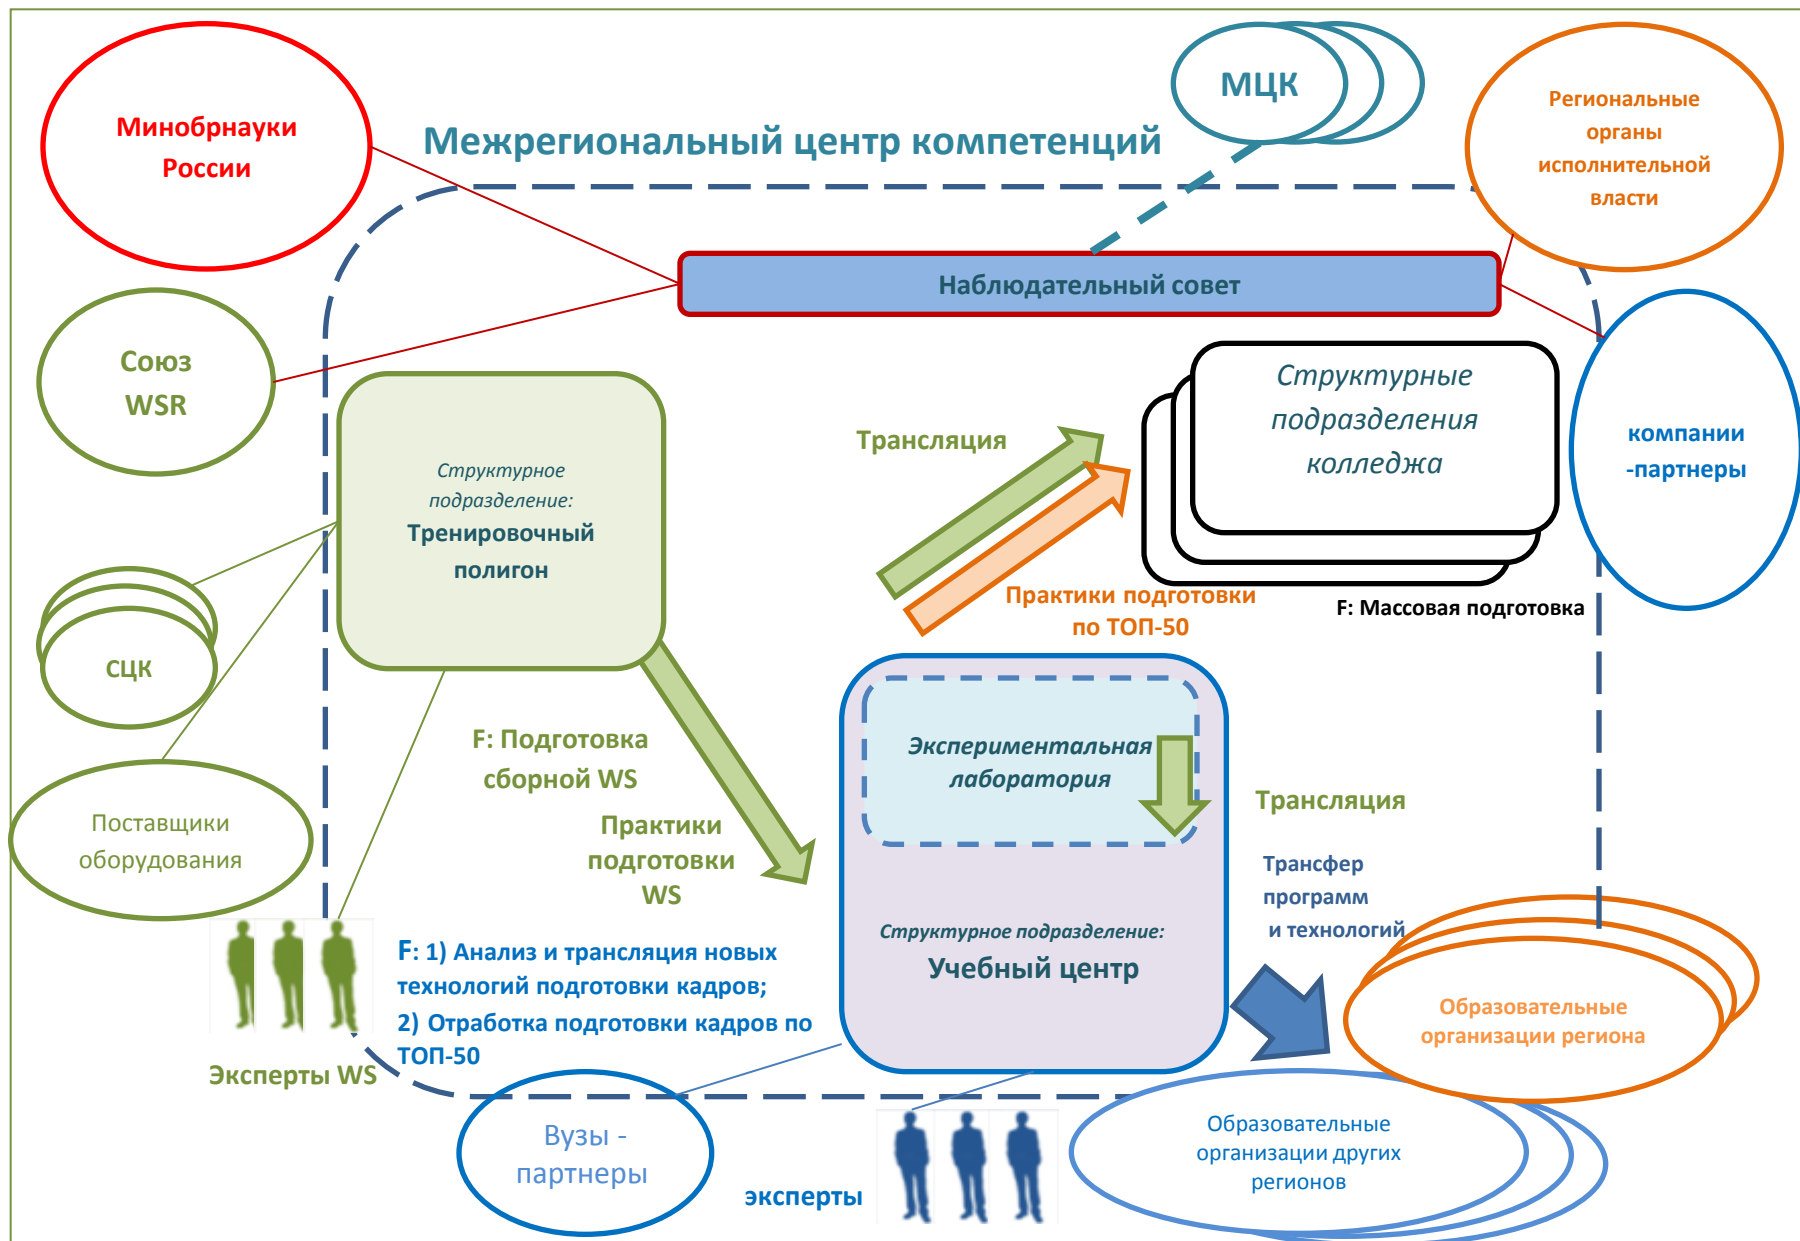 МЦК
Минобрнауки
России
Межрегиональный центр компетенций
Региональные
органы
исполнительной
власти
Наблюдательный совет
Союз
WSR
Структурное
подразделение:
Тренировочный
полигон
Трансляция
Структурные
подразделения
колледжа
компании
-партнеры
Практики подготовки
по ТОП-50
F: Массовая подготовка
СЦК
F: Подготовка
сборной WS
Экспериментальная
лаборатория
Поставщики
оборудования
Практики
подготовки
WS
Трансляция
Трансфер
программ
и технологий
Структурное подразделение:
Учебный центр
F: 1) Анализ и трансляция новых
технологий подготовки кадров;
2) Отработка подготовки кадров по
ТОП-50
Эксперты WS
Образовательные
организации региона
Вузы -
партнеры
эксперты
Образовательные
организации других
регионов